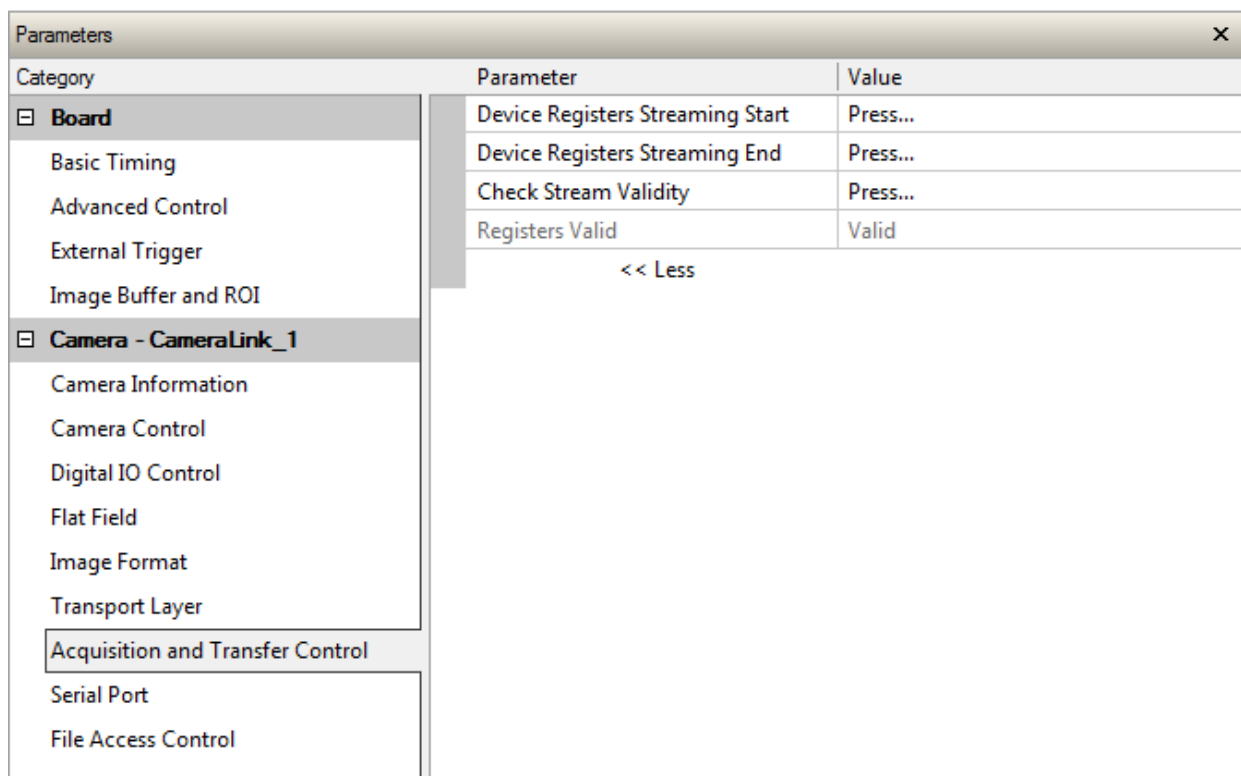 Parameters
Category Parameter Value
Board
Basic Timing
Advanced Control
External Trigger
Image Buffer and ROI
Camera - CameraLink_1
Camera Information
Camera Control
Digital IO Control
Flat Field
Image Format
Transport Layer
Acquisition and Transfer Control
Serial Port
File Access Control
Device Registers Streaming Start Press...
Device Registers Streaming End Press...
Check Stream Validity Press...
Registers Valid Valid
<< Less